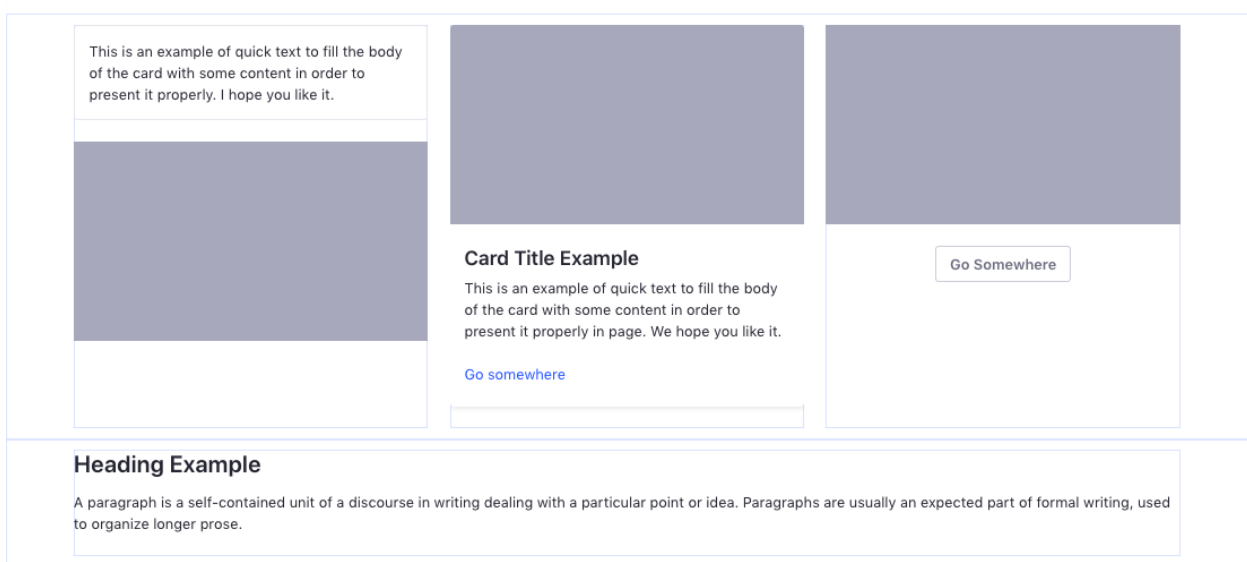 This is an example of quick text to fill the body
of the card with some content in order to
present it properly. I hope you like it.
Card Title Example
This is an example of quick text to fill the body
of the card with some content in order to
present it properly in page. We hope you like it.
Go somewhere
Go Somewhere
Heading Example
A paragraph is a self-contained unit of a discourse in writing dealing with a particular point or idea. Paragraphs are usually an expected part of formal writing, used
to organize longer prose.